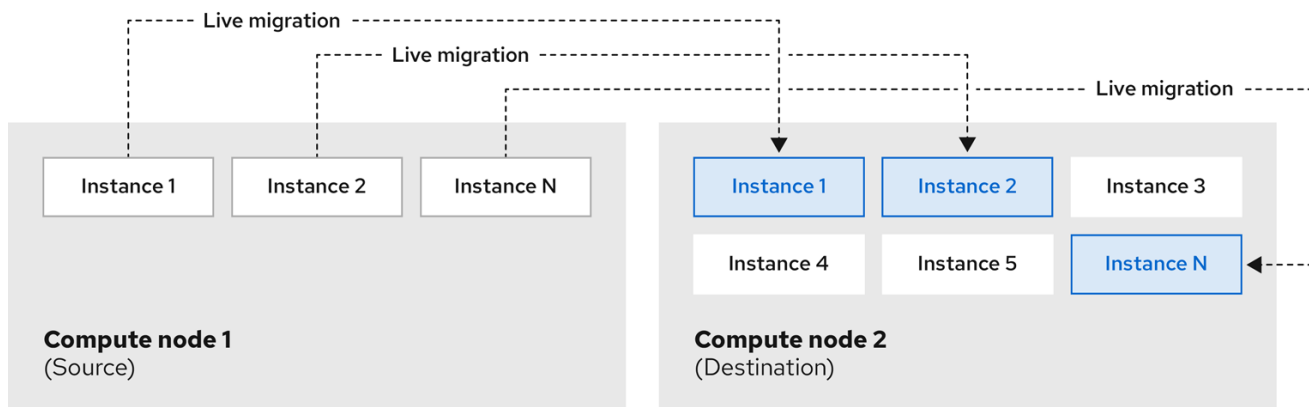 Live migration
Live migration
Live migration
Instance 1
Instance 2
Instance N
Compute node 1
(Source)
Instance 1
Instance 2
Instance 3
Instance 4
Instance 5
Instance N
Compute node 2
(Destination)